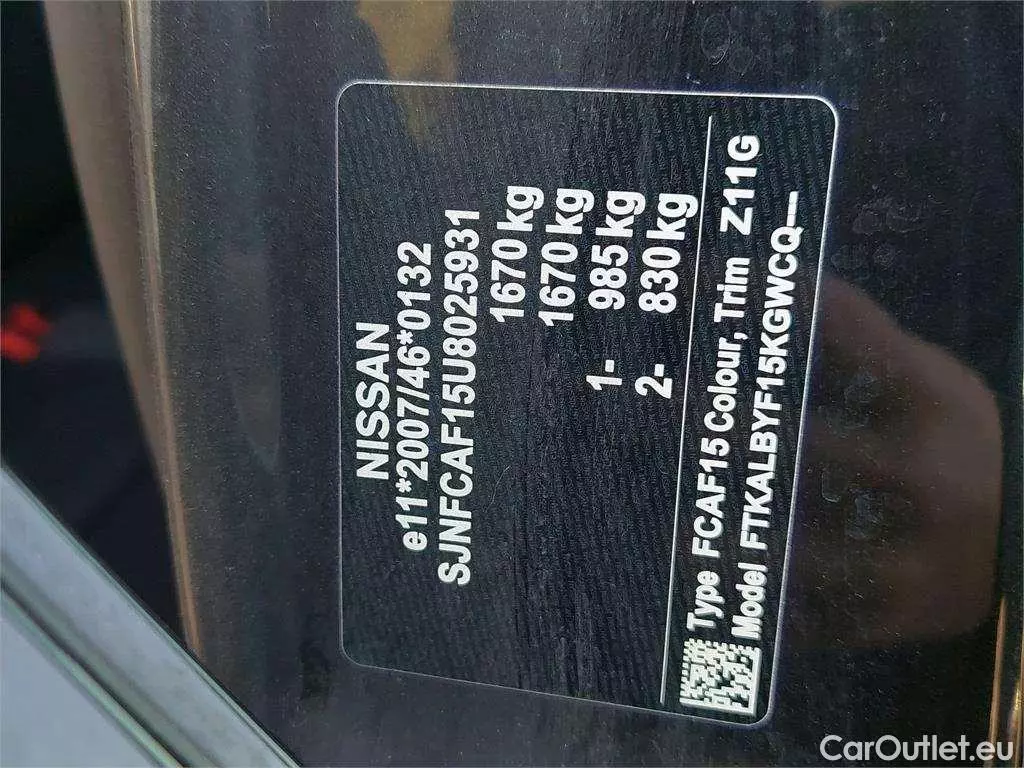 NISSAN
e11*2007/46*0132
SJNFCAF15U8025931
1670 kg
1670 kg
1- 985 kg
2- 830 kg
Type FCAF15 Colour, Trim Z11G
Model FTKALBYF15KGWCQ---
CarOutlet.eu